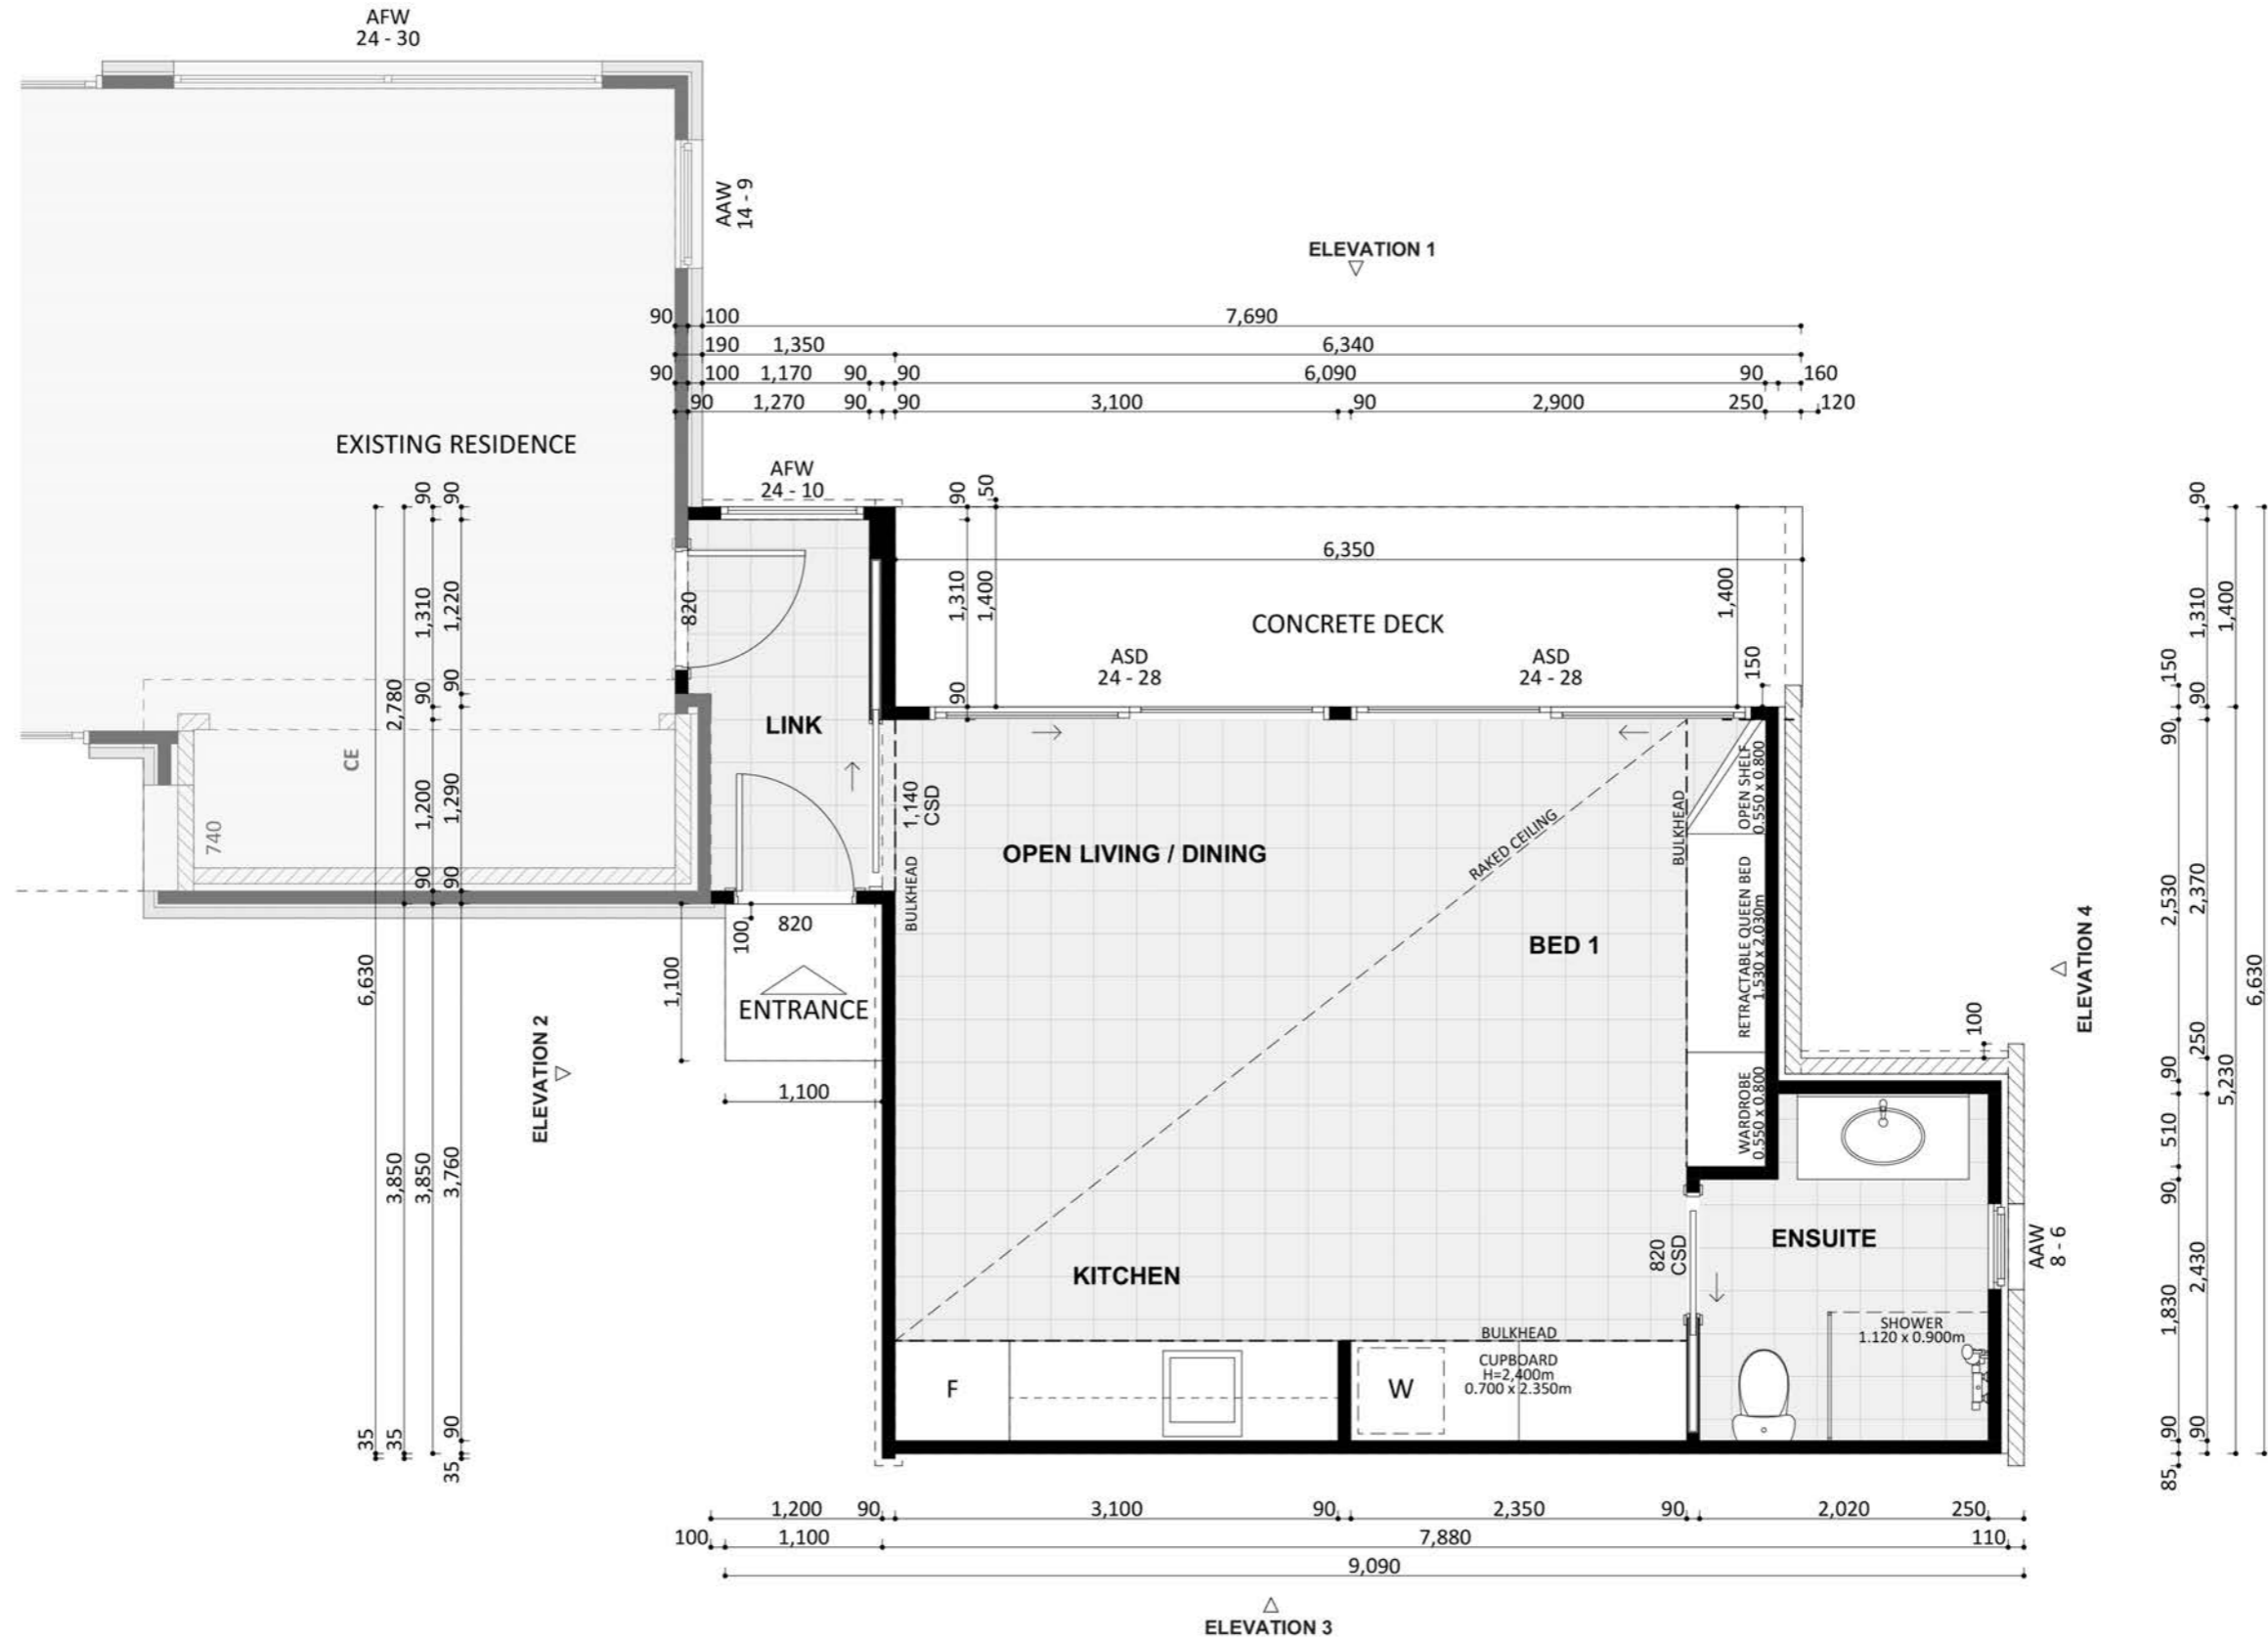 AFW
24 - 30
AAW
14 - 9
ELEVATION 1
90
100
7,690
190
1,350
6,340
90
100
1,170
90
90
6,090
90
160
90
1,270
90
90
3,100
90
2,900
250
120
EXISTING RESIDENCE
AFW
24 - 10
90
90
90
50
90
6,350
820
1,310
1,220
1,310
1,400
1,400
1,310
1,400
CONCRETE DECK
ASD
24 - 28
ASD
24 - 28
150
150
2,780
90
90
90
90
LINK
90
CE
740
1,200
1,290
1,140
CSD
BULKHEAD
OPEN LIVING / DINING
RAKED CEILING
BULKHEAD
OPEN SHELF
0.550 x 0.800
90
90
820
100
RETRACTABLE QUEEN BED
1.530 x 2.030m
BED 1
2,530
2,370
ELEVATION 4
6,630
1,100
ENTRANCE
6,630
ELEVATION 2
100
250
90
5,230
1,100
WARDROBE
0.550 x 0.800
510
3,850
3,850
3,760
90
ENSUITE
820
CSD
AAW
8 - 6
2,430
KITCHEN
1,830
SHOWER
1.120 x 0.900m
BULKHEAD
CUPBOARD
H=2,400m
0.700 x 2.350m
F
W
35
35
90
35
90
90
85
1,200
90
3,100
90
2,350
90
2,020
250
100
1,100
7,880
110
9,090
ELEVATION 3